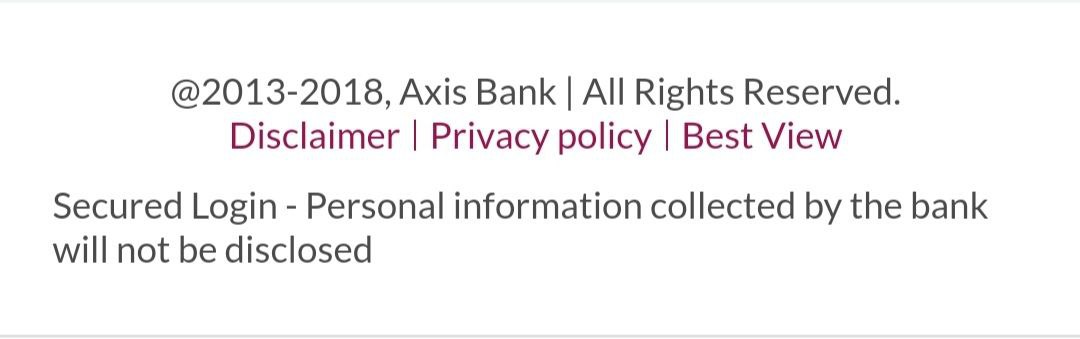 @2013-2018, Axis Bank | All Rights Reserved.
Disclaimer | Privacy policy | Best View
Secured Login - Personal information collected by the bank
will not be disclosed